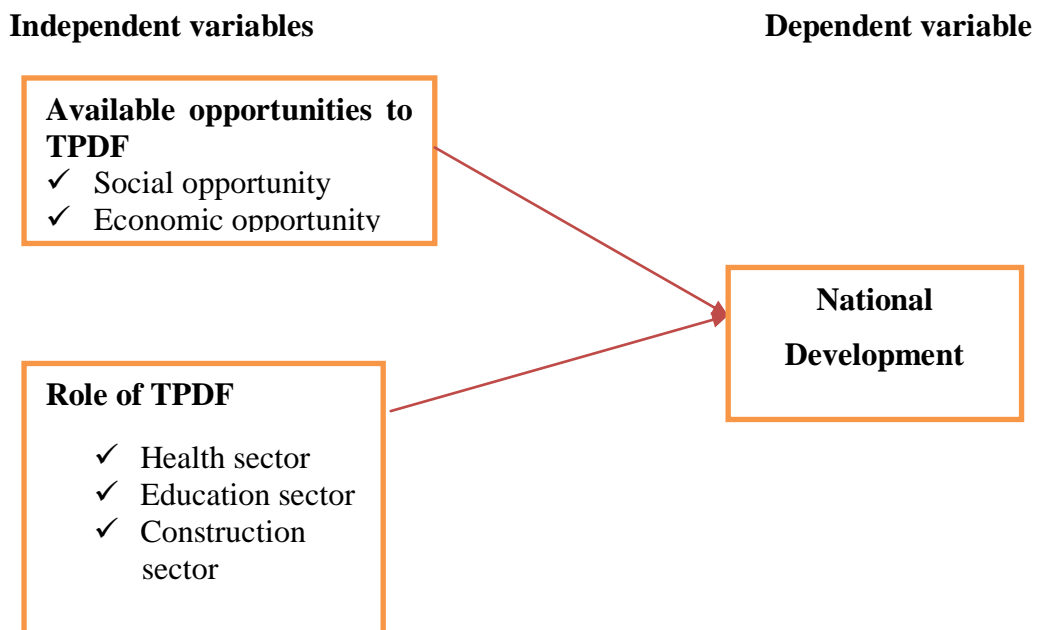 Independent variables
Dependent variable
Available opportunities to
TPDF
✓ Social opportunity
✓ Economic opportunity
National
Development
Role of TPDF
✓ Health sector
✓ Education sector
✓ Construction
sector